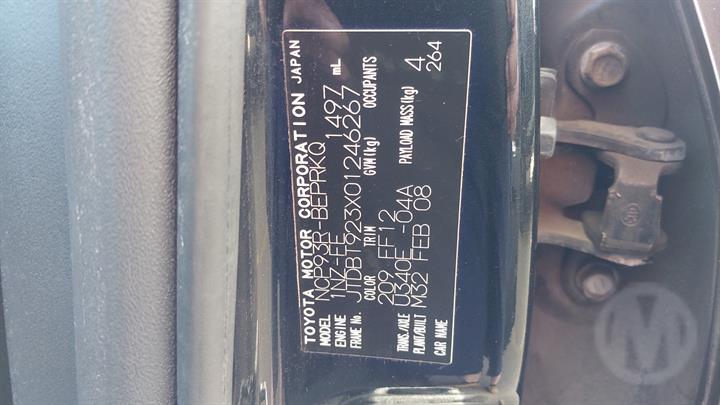 TOYOTA MOTOR CORPORATION JAPAN
MODEL NCP93R-BEPRKQ 1497 mL
ENGINE 1NZ-FE
FRAME No. JTDBT923X01246267
COLOR TRIM GVM(kg) OCCUPANTS
209 FF12 4
TRANS./AXLE U340E -04A PAYLOAD MASS(kg) 264
PLANT/BUILT M32 FEB 08
CAR NAME
M